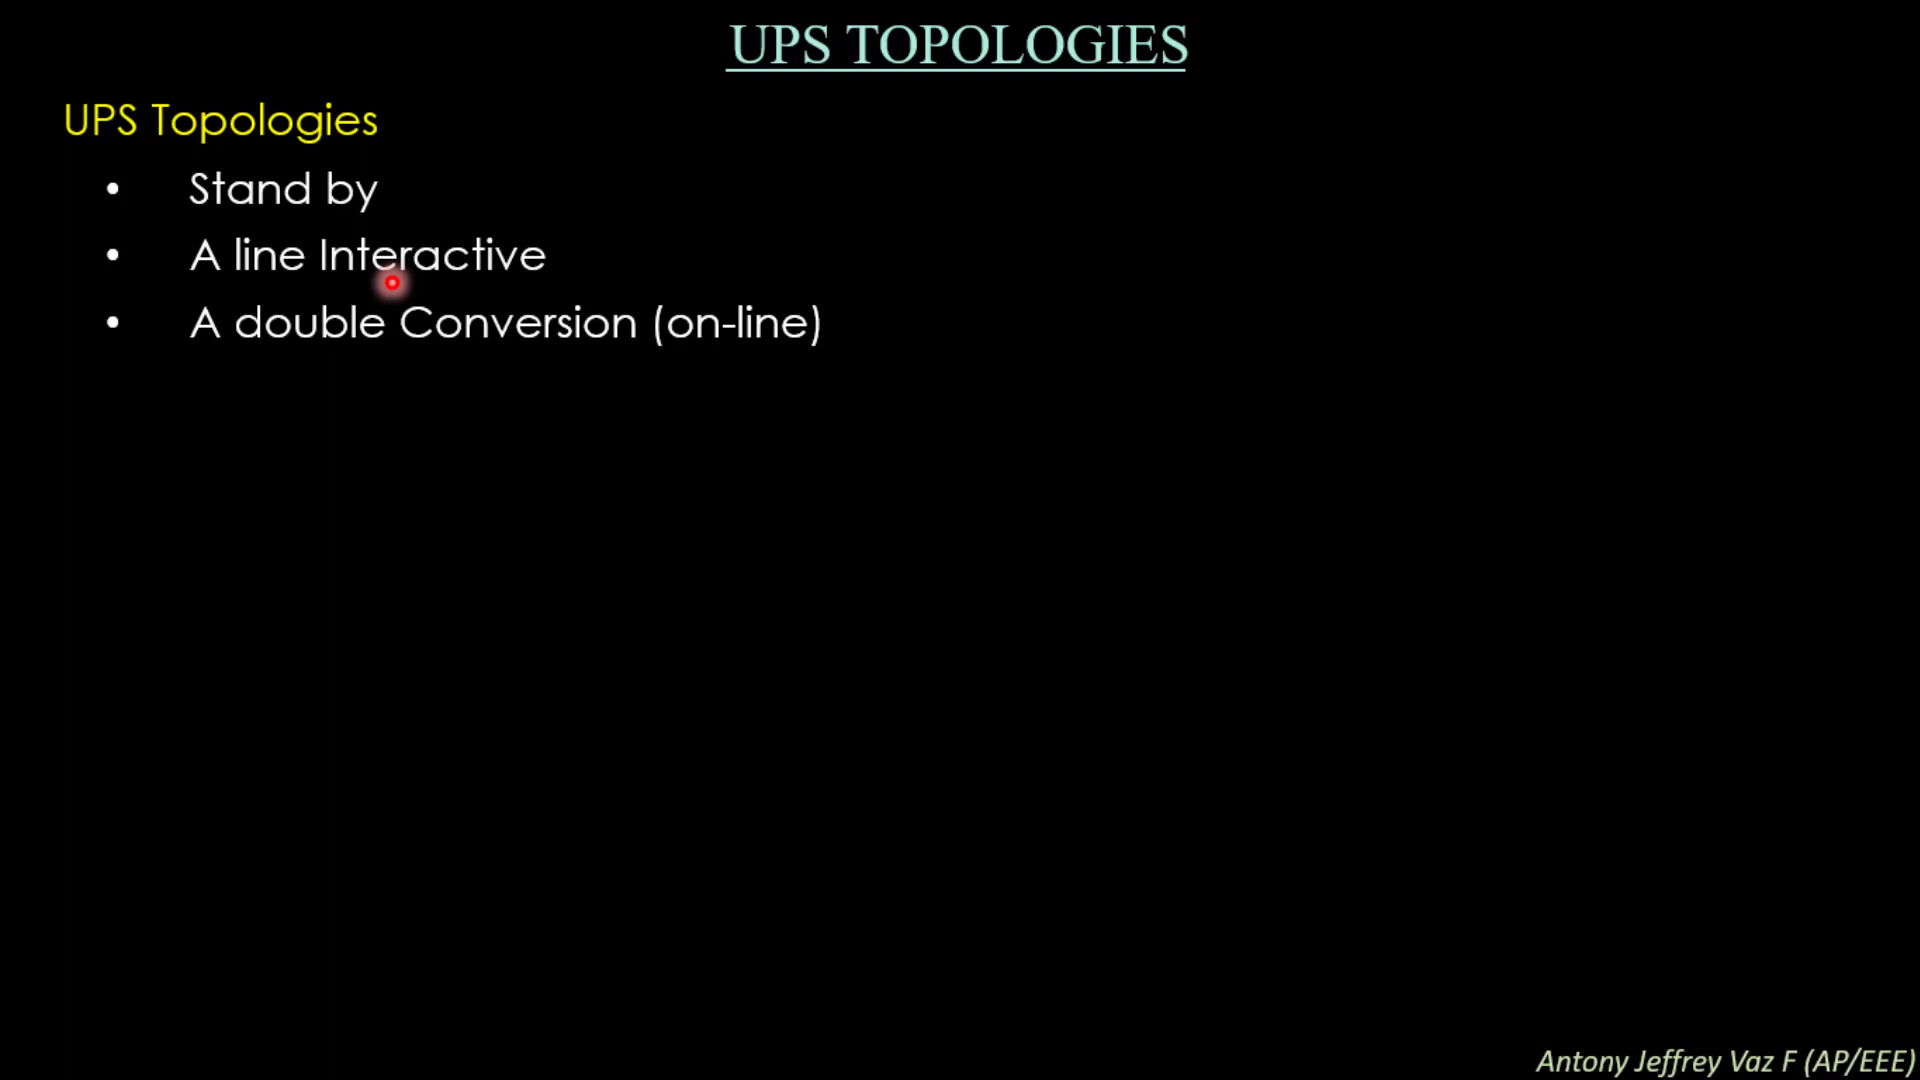 UPS TOPOLOGIES
UPS Topologies
• Stand by
• A line Interactive
• A double Conversion (on-line)
Antony Jeffrey Vaz F (AP/EEE)